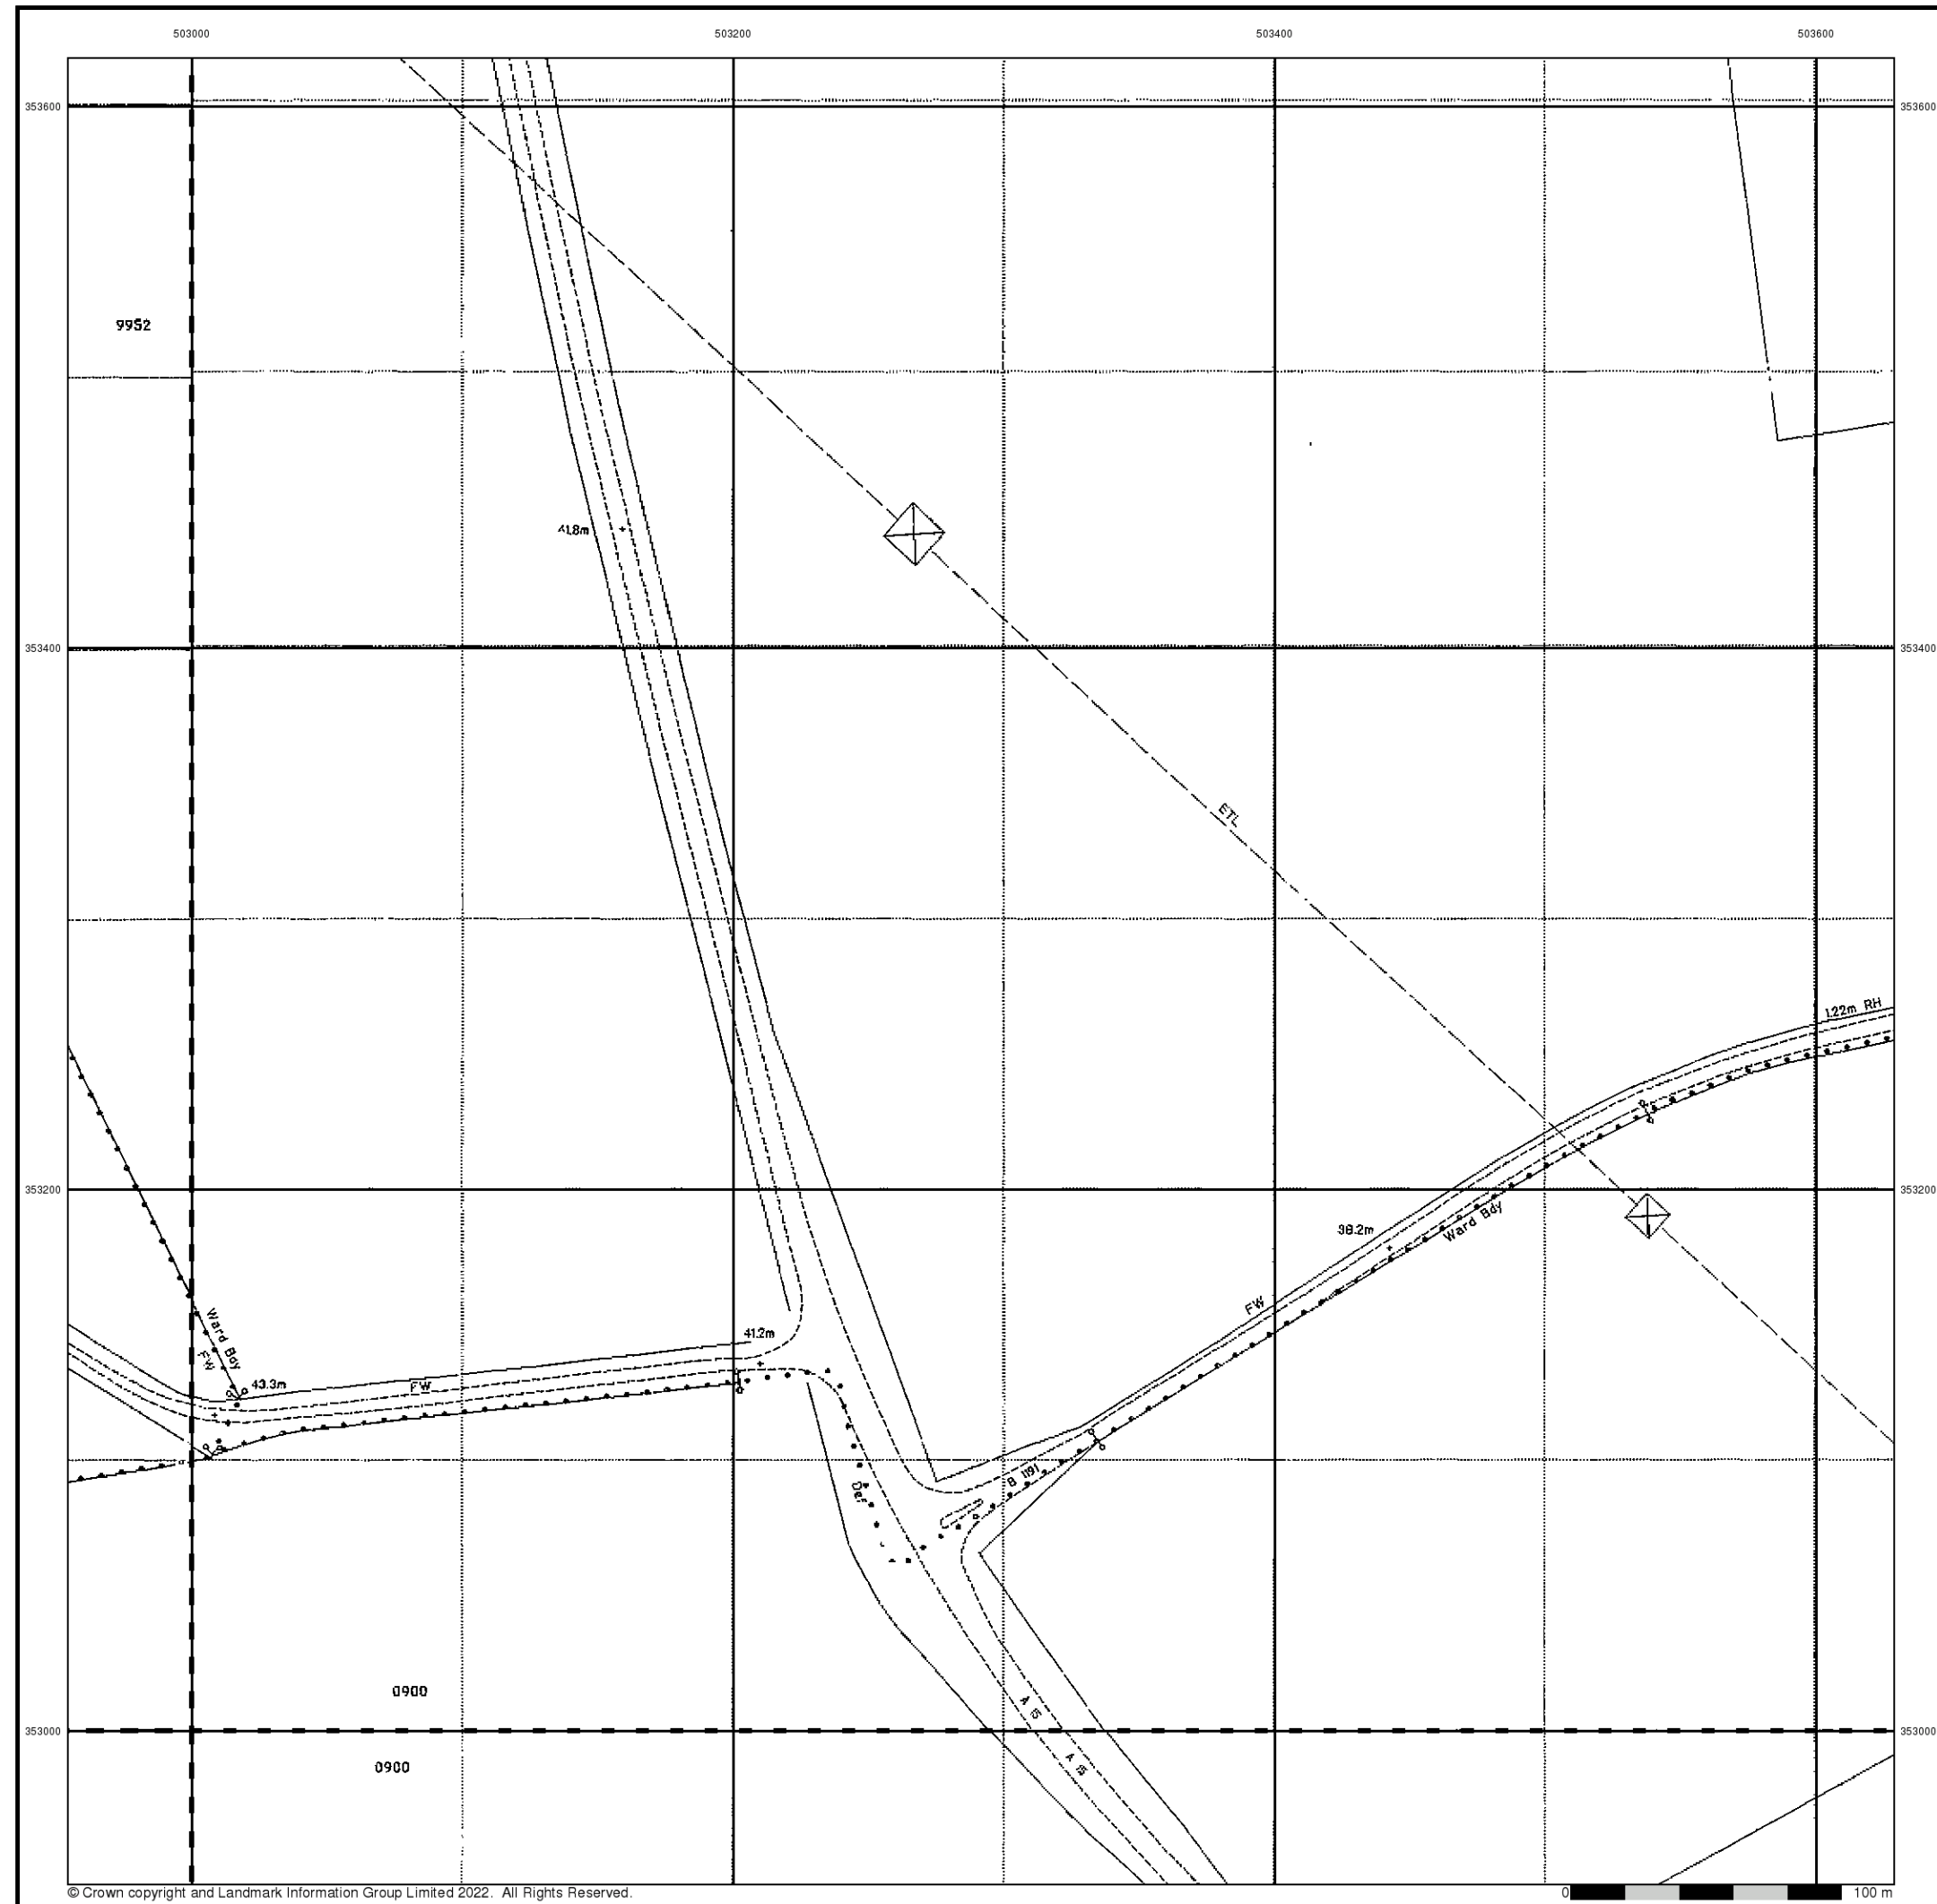 503000 503200 503400 503600
353600 353600
9952
41.8m
353400 353400
ETL
1.22m RH
353200 353200
Ward Bdy
38.2m
FW
Ward Bdy
FW
41.2m
43.3m
FW
B 1191
Def
0900
A 15
353000 353000
A 15
0900
© Crown copyright and Landmark Information Group Limited 2022. All Rights Reserved.
0 100 m